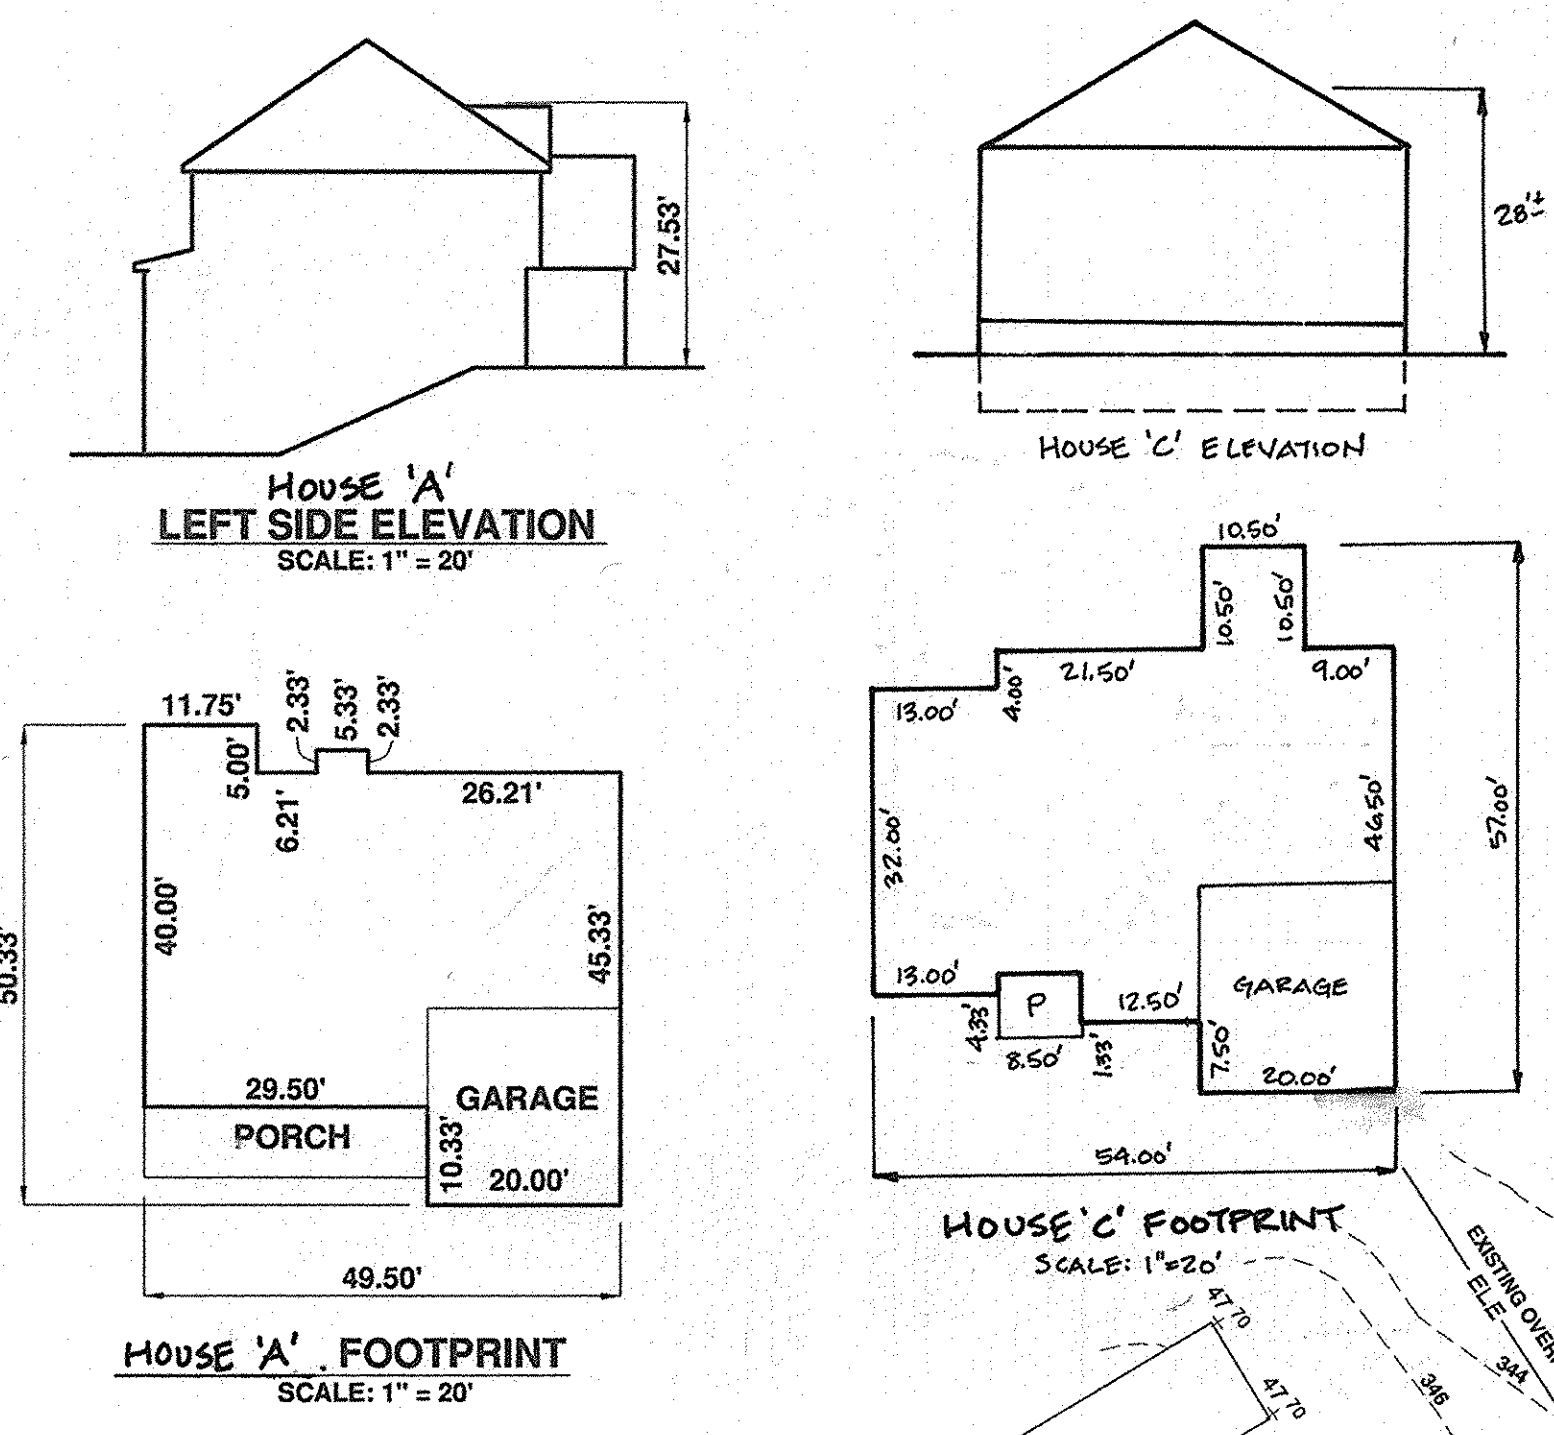 27.53'
HOUSE 'A'
LEFT SIDE ELEVATION
SCALE: 1" = 20'
28'±
HOUSE 'C' ELEVATION
11.75'
2.33'
5.33'
2.33'
5.00'
6.21'
26.21'
40.00'
45.33'
50.33'
29.50'
PORCH
GARAGE
10.33'
20.00'
49.50'
HOUSE 'A' . FOOTPRINT
SCALE: 1" = 20'
10.50'
10.50'
10.50'
21.50'
9.00'
13.00'
4.00'
32.00'
46.50'
57.00'
13.00'
P
12.50'
GARAGE
4.33'
8.50'
1.33'
7.50'
20.00'
54.00'
HOUSE 'C' FOOTPRINT
SCALE: 1"=20'
EXISTING
ELE
47 70
47 70
346
344